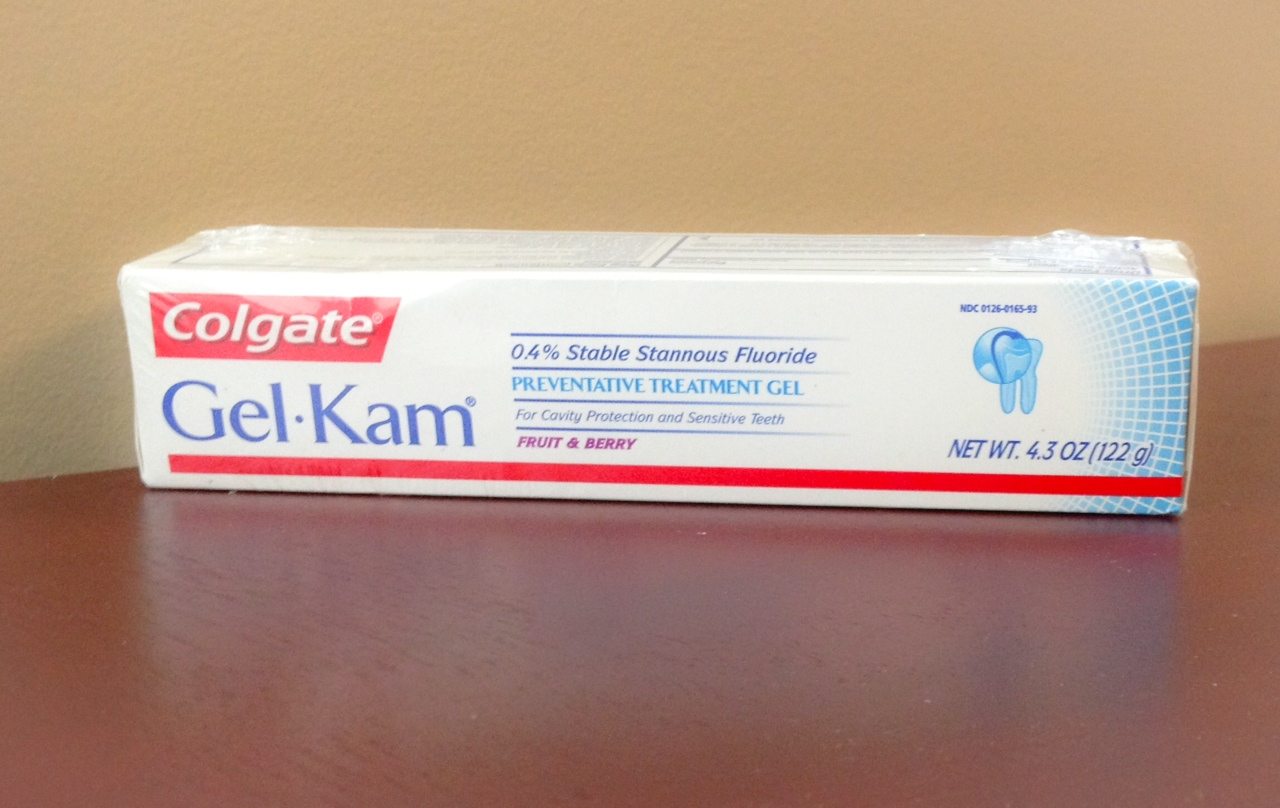 Colgate®
Gel·Kam®
0.4% Stable Stannous Fluoride
PREVENTATIVE TREATMENT GEL
For Cavity Protection and Sensitive Teeth
FRUIT & BERRY
NDC 0126-0165-93
NET WT. 4.3 OZ (122 g)